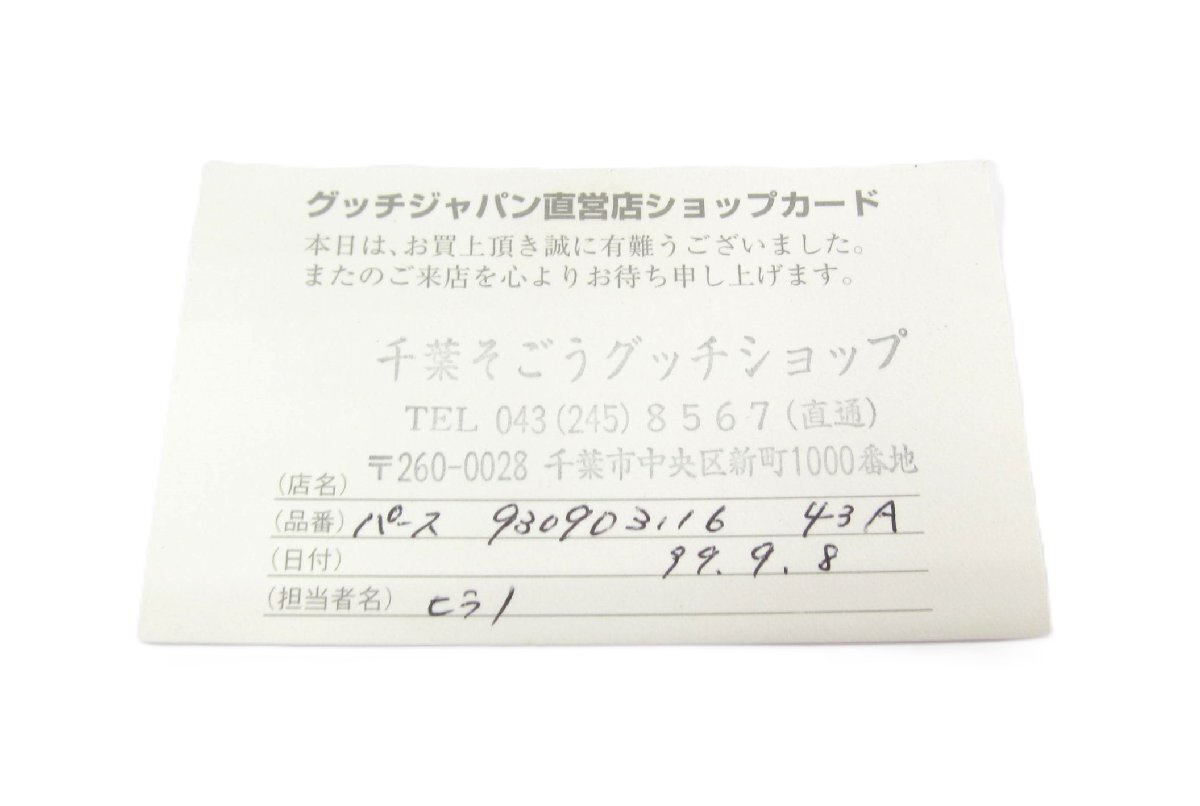 グッチジャパン直営店ショップカード
本日は、お買上頂き誠に有難うございました。
またのご来店を心よりお待ち申し上げます。
千葉そごうグッチショップ
TEL 043(245)8567(直通)
〒260-0028 千葉市中央区新町1000番地
(店名)
(品番) パース 930903116 43A
(日付) 99.9.8
(担当者名) ヒラノ